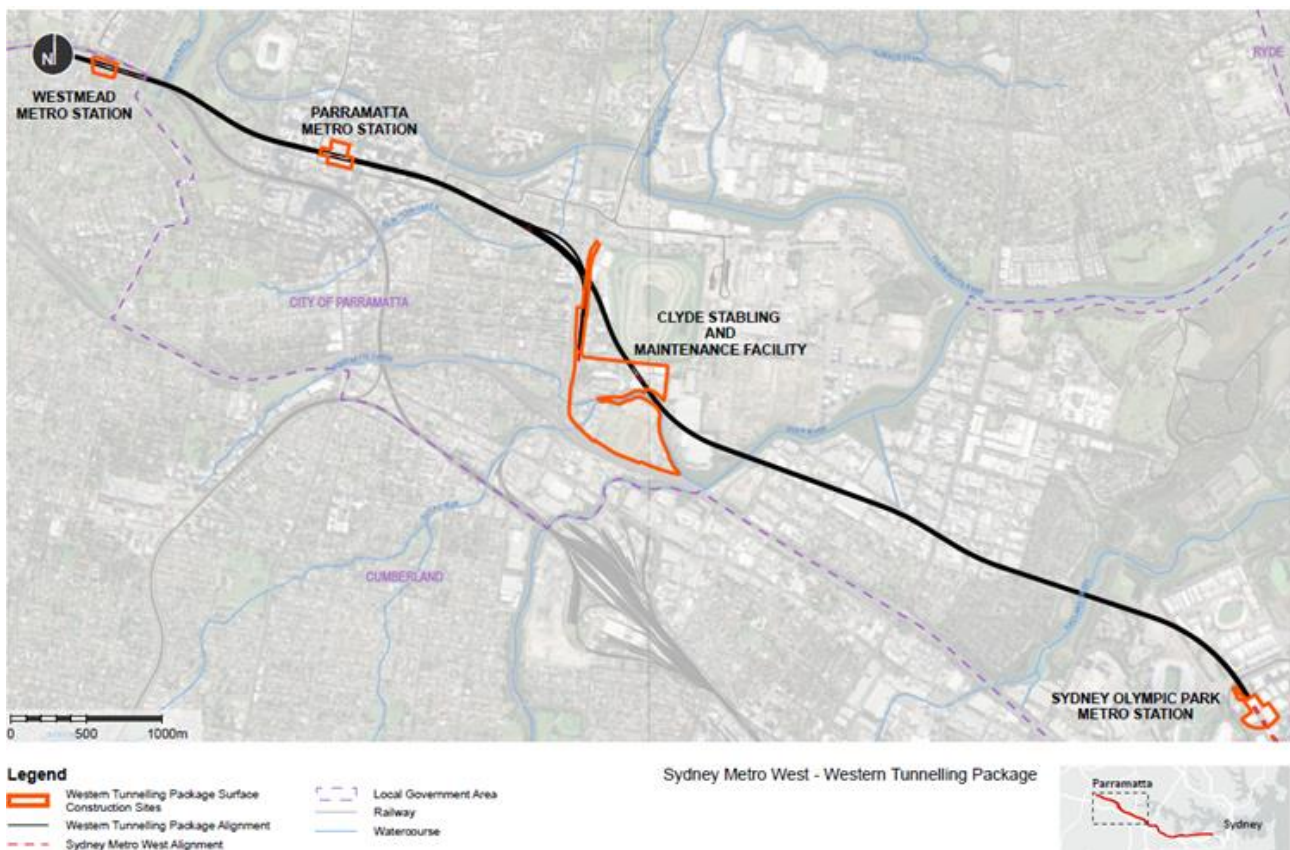 N
WESTMEAD
METRO STATION
PARRAMATTA
METRO STATION
RYDE
CITY OF PARRAMATTA
CLYDE STABLING
AND
MAINTENANCE FACILITY
CUMBERLAND
SYDNEY OLYMPIC PARK
METRO STATION
0 500 1000m
Legend
Western Tunnelling Package Surface
Construction Sites
Western Tunnelling Package Alignment
Sydney Metro West Alignment
Local Government Area
Railway
Watercourse
Sydney Metro West - Western Tunnelling Package
Parramatta
Sydney